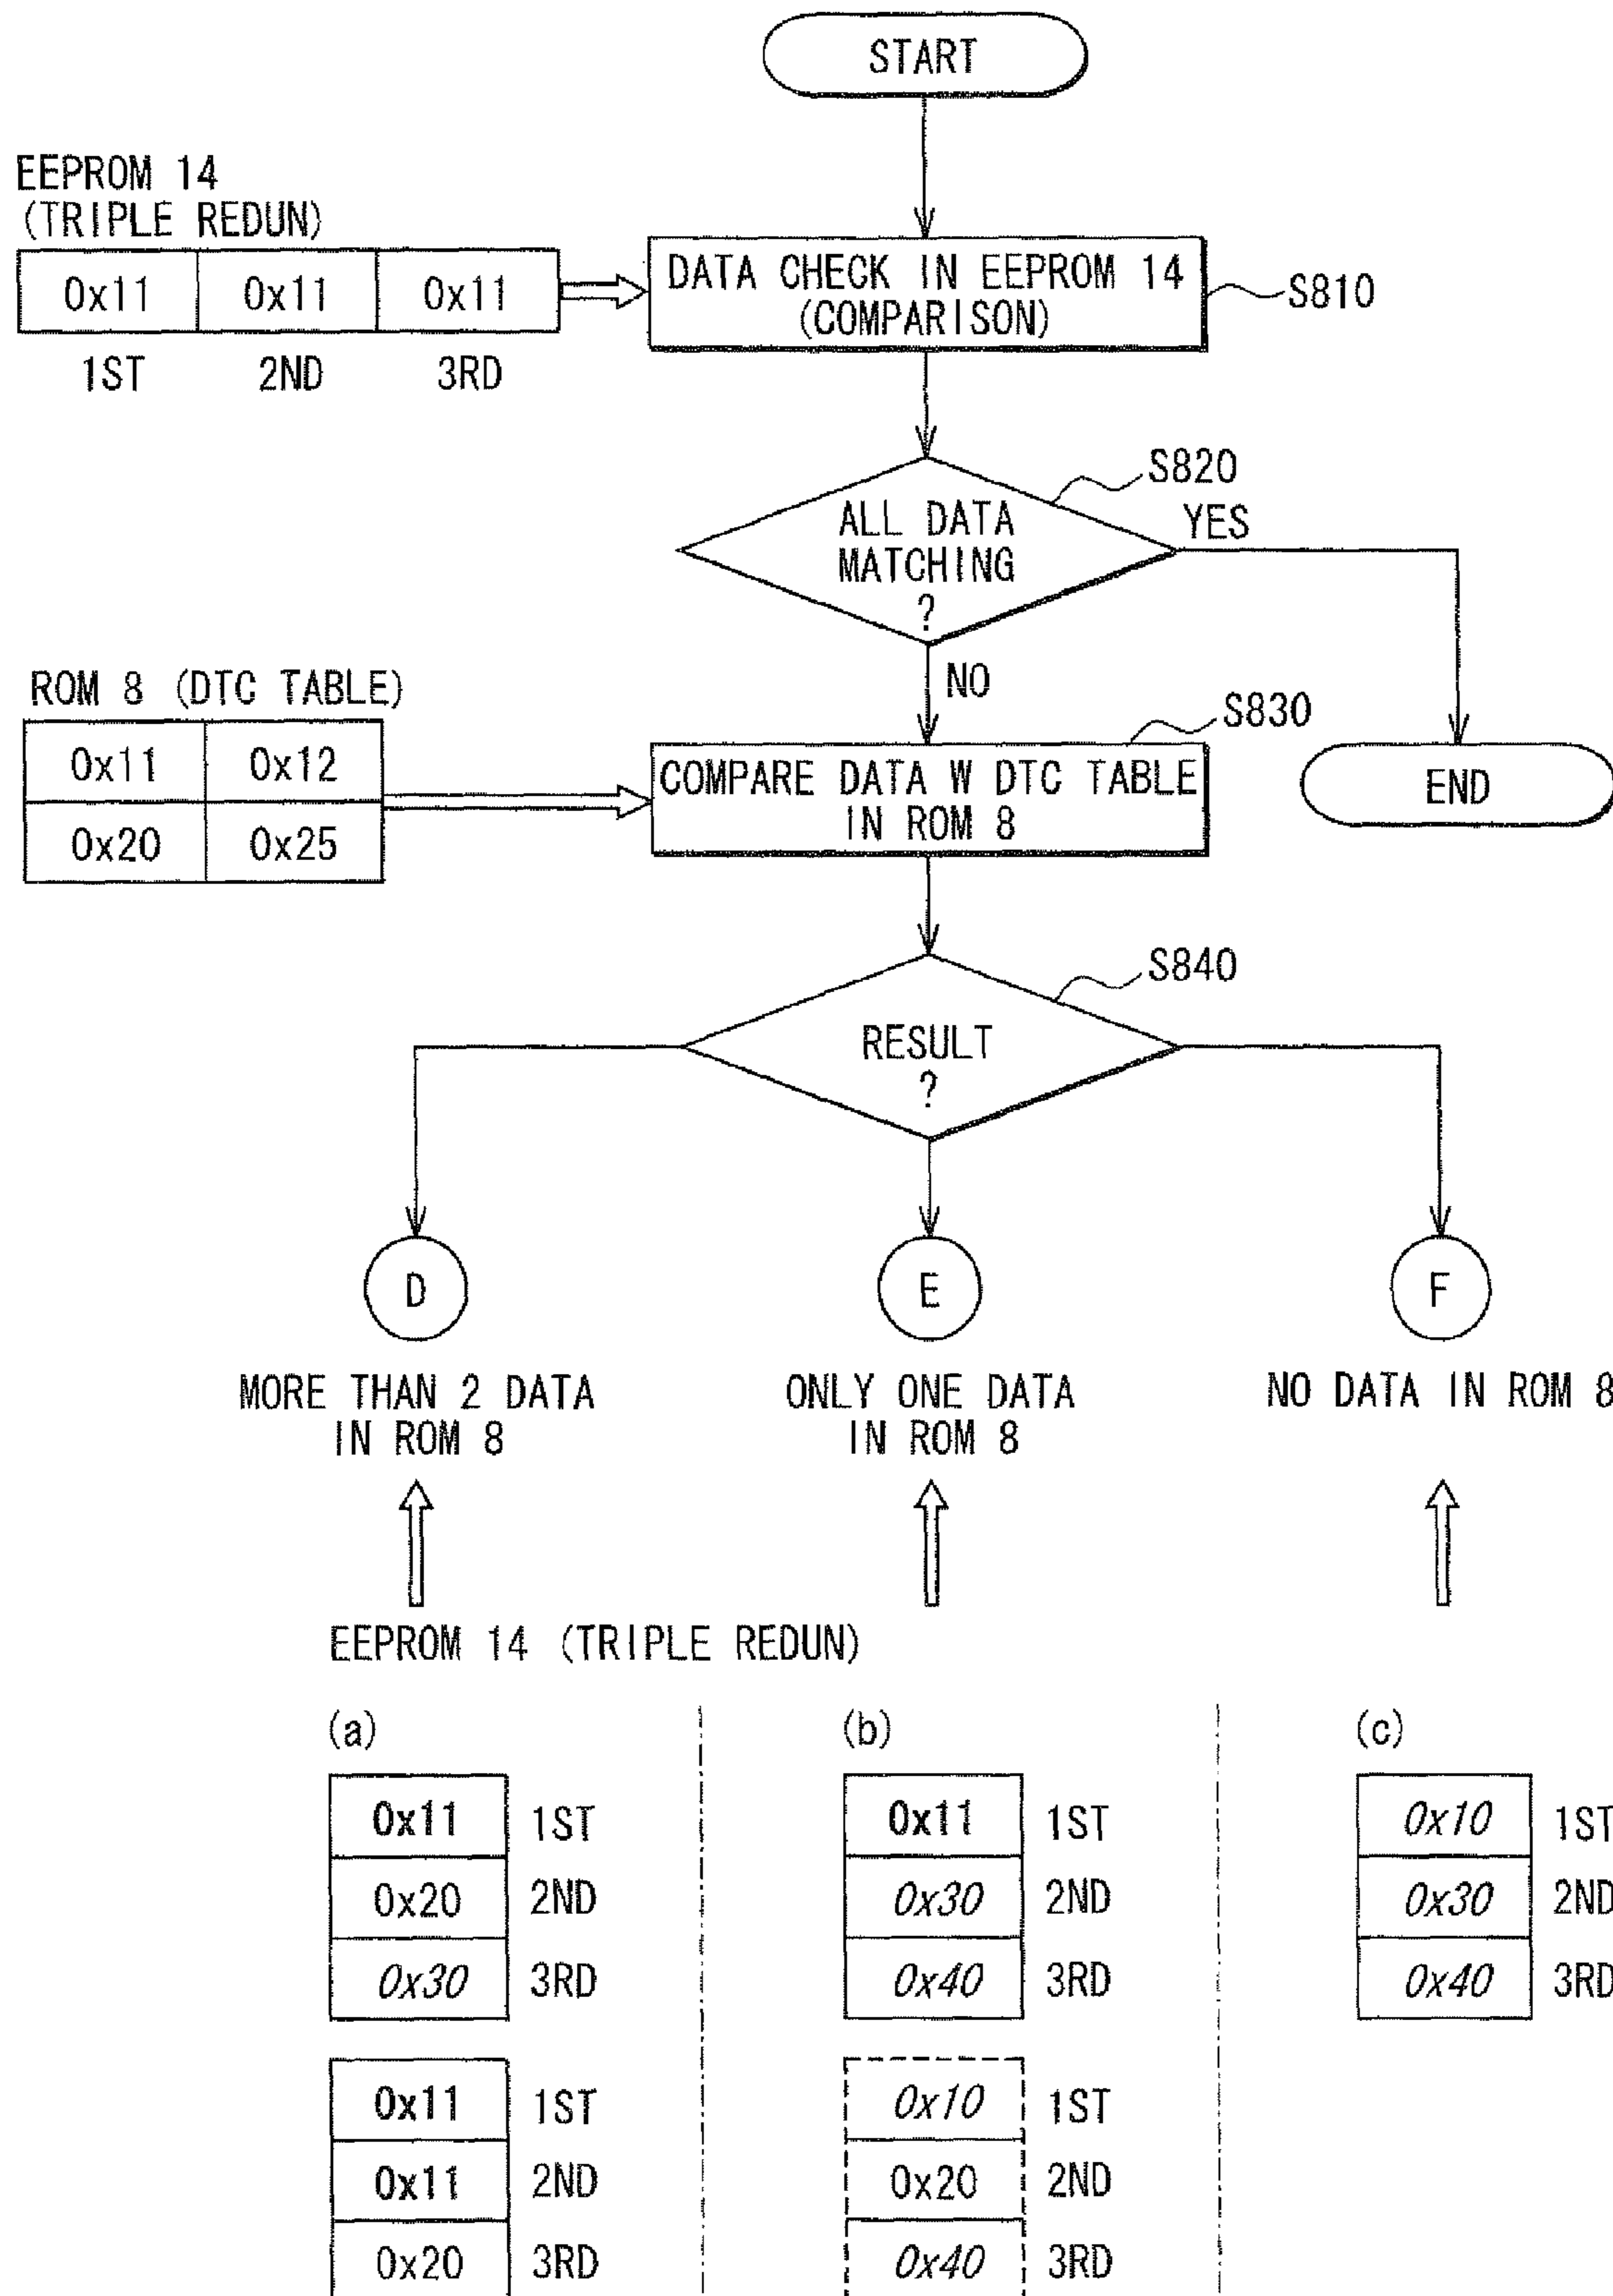 START
EEPROM 14
(TRIPLE REDUN)
0x11 0x11 0x11
1ST 2ND 3RD
DATA CHECK IN EEPROM 14
(COMPARISON)
S810
S820
ALL DATA
MATCHING
?
YES
NO
ROM 8 (DTC TABLE)
0x11 0x12
0x20 0x25
S830
COMPARE DATA W DTC TABLE
IN ROM 8
END
S840
RESULT
?
D
E
F
MORE THAN 2 DATA
IN ROM 8
ONLY ONE DATA
IN ROM 8
NO DATA IN ROM 8
EEPROM 14 (TRIPLE REDUN)
(a)
0x11 1ST
0x20 2ND
0x30 3RD
0x11 1ST
0x11 2ND
0x20 3RD
(b)
0x11 1ST
0x30 2ND
0x40 3RD
0x10 1ST
0x20 2ND
0x40 3RD
(c)
0x10 1ST
0x30 2ND
0x40 3RD